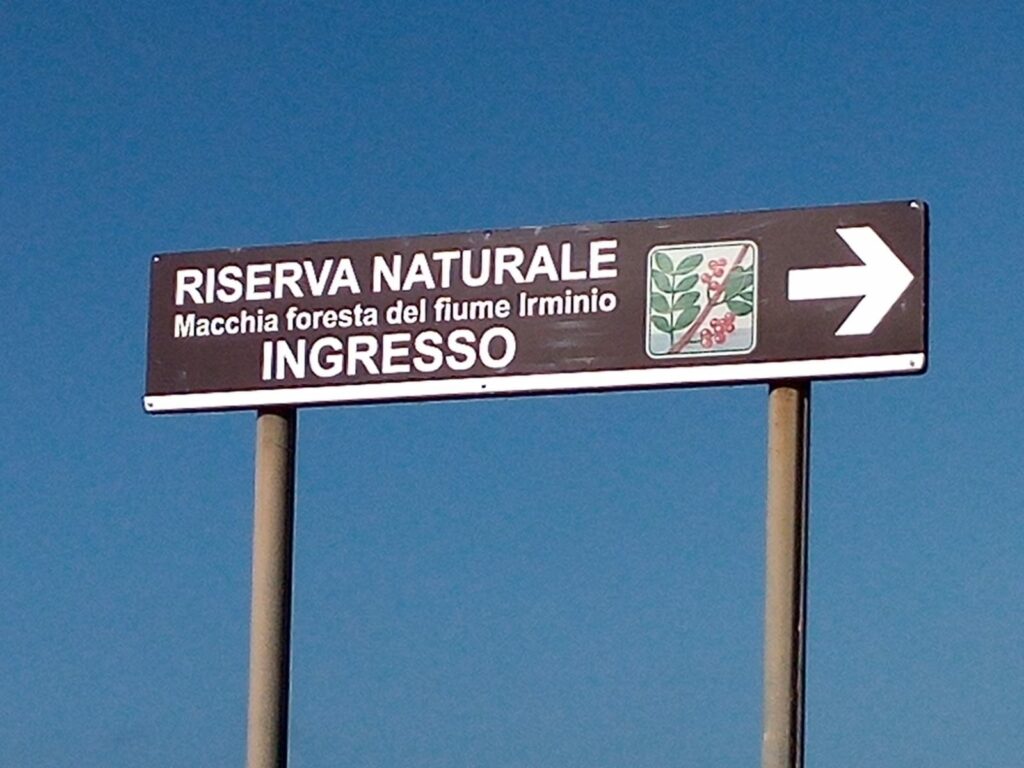 RISERVA NATURALE
Macchia foresta del fiume Irminio
INGRESSO